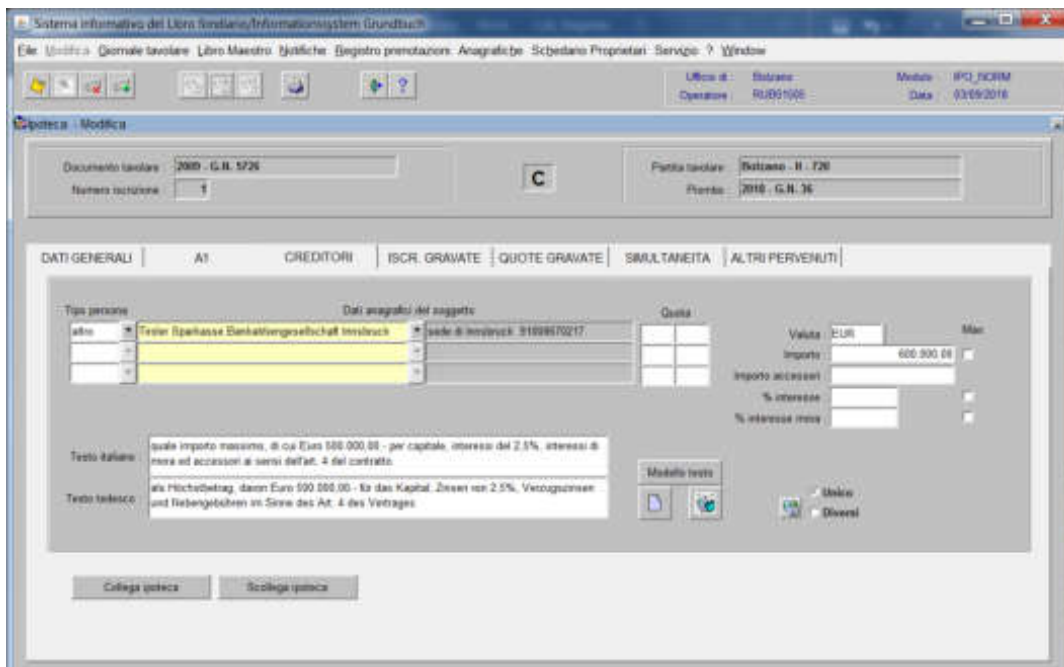 Sistema informativo del Libro fondiario/Informationssystem Grundbuch
File Modifica Giornale tavolare Libro Maestro Notifiche Registro prenotazioni Anagrafiche Schedario Proprietari Servizio ? Window
Ufficio di : Bolzano Modulo : IPO_NORM
Operatore : Data : 03/09/2018
Ipoteca - Modifica
Documento tavolare 2009 - G.N. 5726
Numero iscrizione 1
C
Partita tavolare Bolzano - II - 720
Piombo 2010 - G.N. 36
DATI GENERALI A1 CREDITORI ISCR. GRAVATE QUOTE GRAVATE SIMULTANEITA ALTRI PERVENUTI
Tipo persona Dati anagrafici del soggetto Quota
altro Tiroler Sparkasse Bankaktiengesellschaft Innsbruck sede di Innsbruck
Valuta EUR Max
Importo 600.000,00
Importo accessori
% interesse
% interesse mora
Testo italiano
quale importo massimo, di cui Euro 500.000,00 - per capitale, interessi del 2.5%, interessi di
mora ed accessori ai sensi dell'art. 4 del contratto.
Testo tedesco
als Höchstbetrag, davon Euro 500.000,00 - für das Kapital, Zinsen von 2.5%, Verzugszinsen
und Nebengebühren im Sinne des Art. 4 des Vertrages.
Modello testo
Unico
Diversi
Collega ipoteca Scollega ipoteca